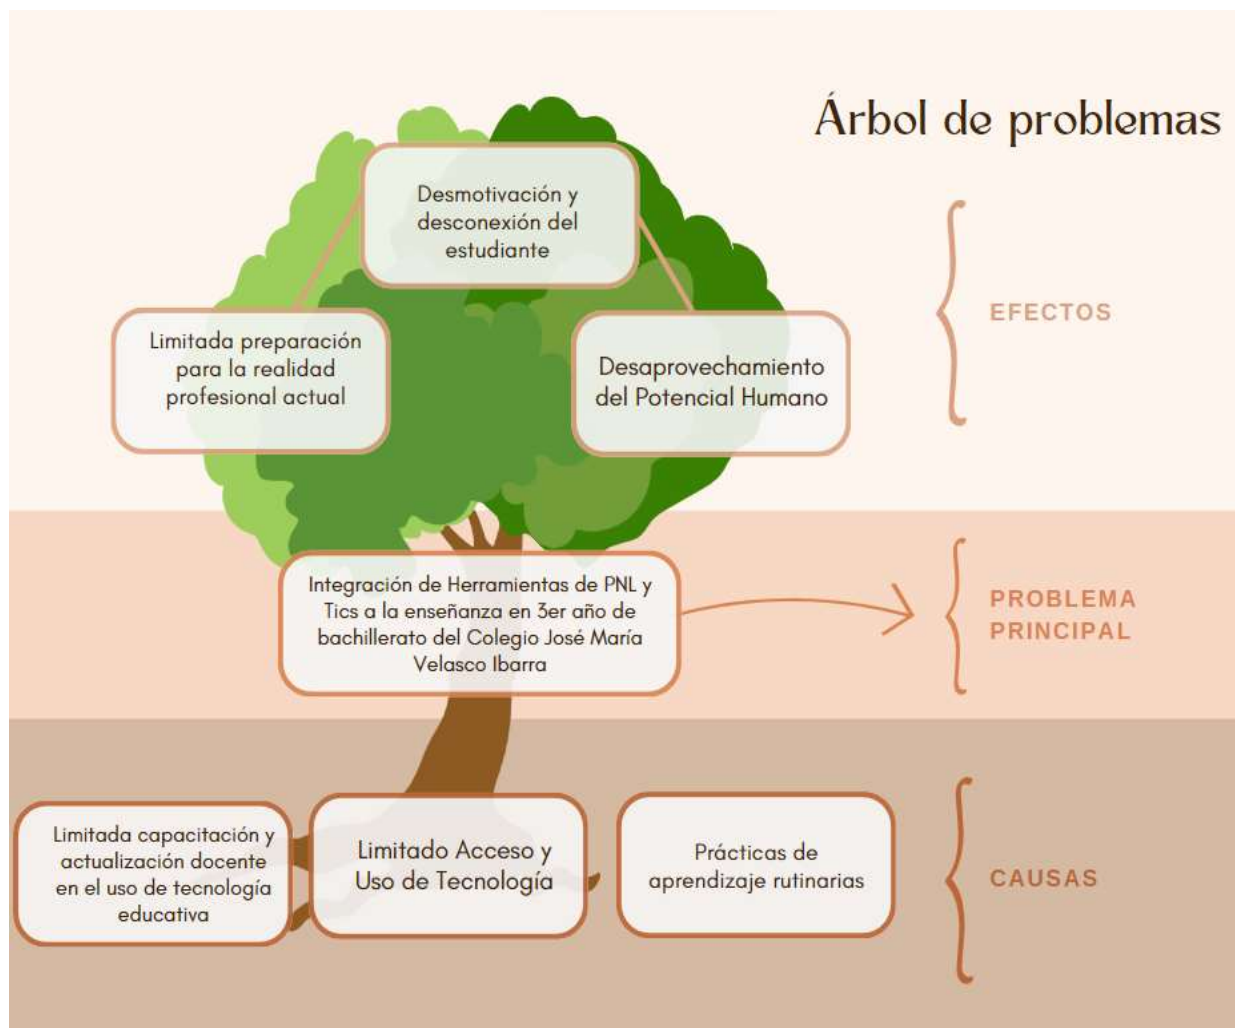 Árbol de problemas
Desmotivación y
desconexión del
estudiante
Limitada preparación
para la realidad
profesional actual
Desaprovechamiento
del Potencial Humano
EFECTOS
Integración de Herramientas de PNL y
Tics a la enseñanza en 3er año de
bachillerato del Colegio José María
Velasco Ibarra
PROBLEMA
PRINCIPAL
Limitada capacitación y
actualización docente
en el uso de tecnología
educativa
Limitado Acceso y
Uso de Tecnología
Prácticas de
aprendizaje rutinarias
CAUSAS